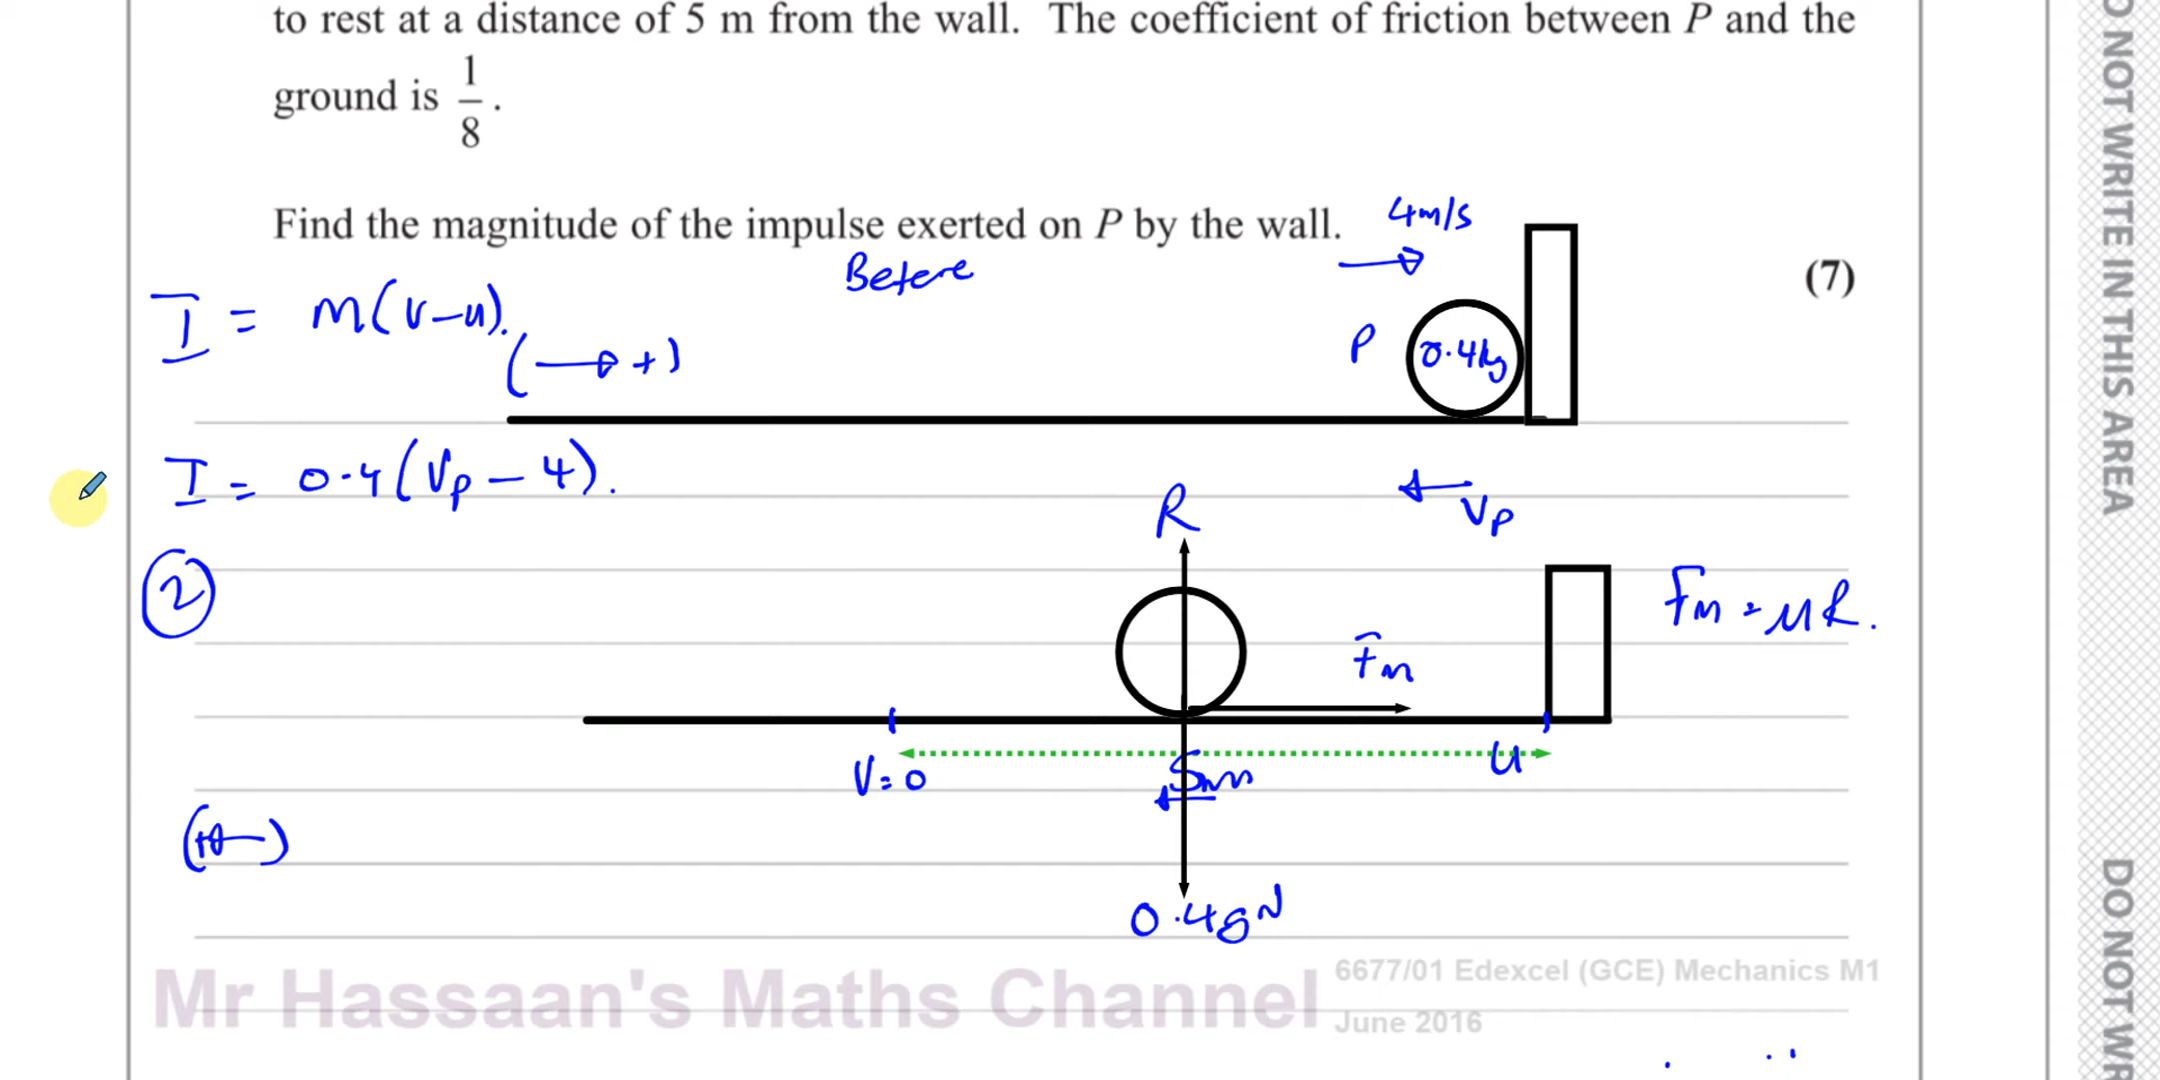 to rest at a distance of 5 m from the wall. The coefficient of friction between P and the
ground is 1/8.
Find the magnitude of the impulse exerted on P by the wall.
(7)
4m/s
Before
I = m(v-u).
(→+)
P
0.4kg
I = 0.4(Vp - 4).
Vp
R
2
Fm = μR.
Fm
V=0
5m
U
(+←)
0.4gN
Mr Hassaan's Maths Channel
6677/01 Edexcel (GCE) Mechanics M1
June 2016
O NOT WRITE IN THIS AREA
DO NOT WR